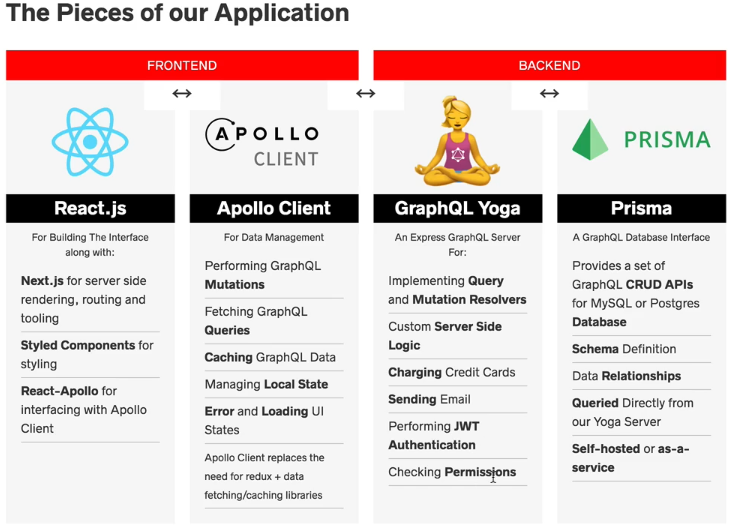 The Pieces of our Application
FRONTEND
BACKEND
APOLLO
CLIENT
PRISMA
React.js
For Building The Interface
along with:
Next.js for server side
rendering, routing and
tooling
Styled Components for
styling
React-Apollo for
interfacing with Apollo
Client
Apollo Client
For Data Management
Performing GraphQL
Mutations
Fetching GraphQL
Queries
Caching GraphQL Data
Managing Local State
Error and Loading UI
States
Apollo Client replaces the
need for redux + data
fetching/caching libraries
GraphQL Yoga
An Express GraphQL Server
For:
Implementing Query
and Mutation Resolvers
Custom Server Side
Logic
Charging Credit Cards
Sending Email
Performing JWT
Authentication
Checking Permissions
Prisma
A GraphQL Database Interface
Provides a set of
GraphQL CRUD APIs
for MySQL or Postgres
Database
Schema Definition
Data Relationships
Queried Directly from
our Yoga Server
Self-hosted or as-a-
service